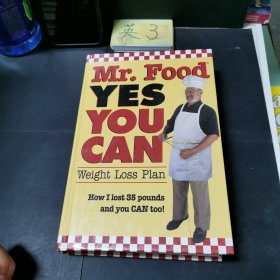 英 3
Mr. Food
YES
YOU
CAN
Weight Loss Plan
How I lost 35 pounds
and you CAN too!